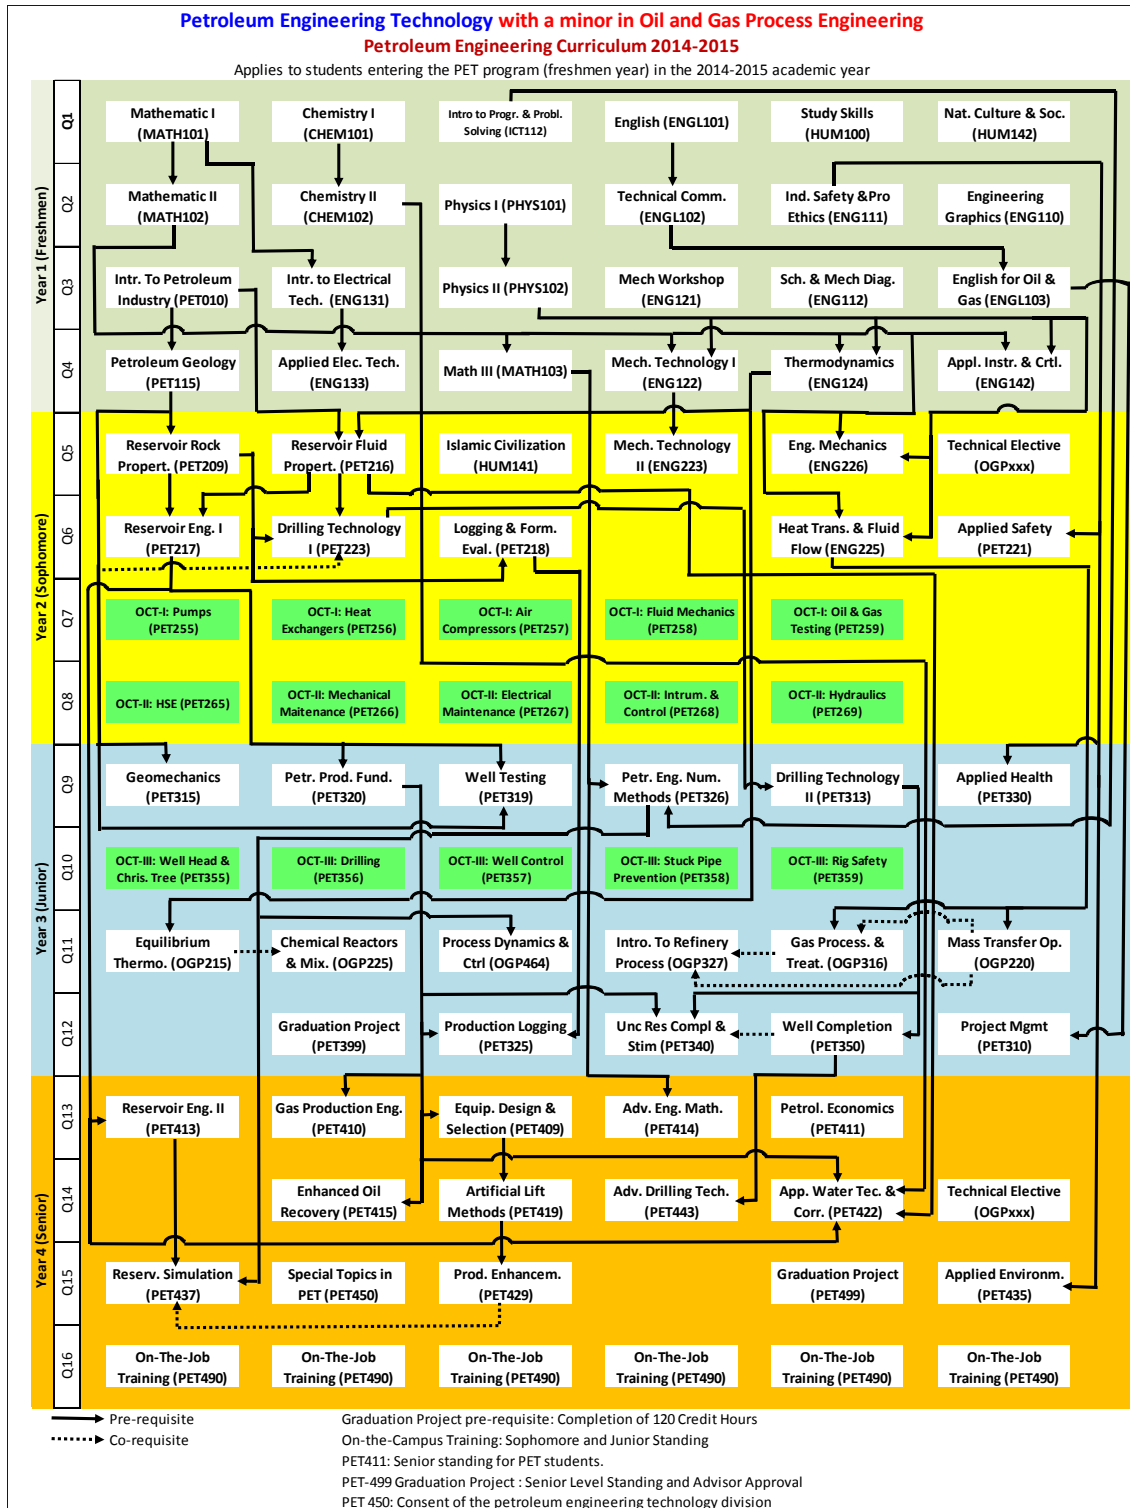 Petroleum Engineering Technology with a minor in Oil and Gas Process Engineering
Petroleum Engineering Curriculum 2014-2015
Applies to students entering the PET program (freshmen year) in the 2014-2015 academic year
Year 1 (Freshmen)
Q1
Mathematic I
(MATH101)
Chemistry I
(CHEM101)
Intro to Progr. & Probl.
Solving (ICT112)
English (ENGL101)
Study Skills
(HUM100)
Nat. Culture & Soc.
(HUM142)
Q2
Mathematic II
(MATH102)
Chemistry II
(CHEM102)
Physics I (PHYS101)
Technical Comm.
(ENGL102)
Ind. Safety &Pro
Ethics (ENG111)
Engineering
Graphics (ENG110)
Q3
Intr. To Petroleum
Industry (PET010)
Intr. to Electrical
Tech. (ENG131)
Physics II (PHYS102)
Mech Workshop
(ENG121)
Sch. & Mech Diag.
(ENG112)
English for Oil &
Gas (ENGL103)
Q4
Petroleum Geology
(PET115)
Applied Elec. Tech.
(ENG133)
Math III (MATH103)
Mech. Technology I
(ENG122)
Thermodynamics
(ENG124)
Appl. Instr. & Crtl.
(ENG142)
Year 2 (Sophomore)
Q5
Reservoir Rock
Propert. (PET209)
Reservoir Fluid
Propert. (PET216)
Islamic Civilization
(HUM141)
Mech. Technology
II (ENG223)
Eng. Mechanics
(ENG226)
Technical Elective
(OGPxxx)
Q6
Reservoir Eng. I
(PET217)
Drilling Technology
I (PET223)
Logging & Form.
Eval. (PET218)
Heat Trans. & Fluid
Flow (ENG225)
Applied Safety
(PET221)
Q7
OCT-I: Pumps
(PET255)
OCT-I: Heat
Exchangers (PET256)
OCT-I: Air
Compressors (PET257)
OCT-I: Fluid Mechanics
(PET258)
OCT-I: Oil & Gas
Testing (PET259)
Q8
OCT-II: HSE (PET265)
OCT-II: Mechanical
Maitenance (PET266)
OCT-II: Electrical
Maintenance (PET267)
OCT-II: Intrum. &
Control (PET268)
OCT-II: Hydraulics
(PET269)
Year 3 (Junior)
Q9
Geomechanics
(PET315)
Petr. Prod. Fund.
(PET320)
Well Testing
(PET319)
Petr. Eng. Num.
Methods (PET326)
Drilling Technology
II (PET313)
Applied Health
(PET330)
Q10
OCT-III: Well Head &
Chris. Tree (PET355)
OCT-III: Drilling
(PET356)
OCT-III: Well Control
(PET357)
OCT-III: Stuck Pipe
Prevention (PET358)
OCT-III: Rig Safety
(PET359)
Q11
Equilibrium
Thermo. (OGP215)
Chemical Reactors
& Mix. (OGP225)
Process Dynamics &
Ctrl (OGP464)
Intro. To Refinery
Process (OGP327)
Gas Process. &
Treat. (OGP316)
Mass Transfer Op.
(OGP220)
Q12
Graduation Project
(PET399)
Production Logging
(PET325)
Unc Res Compl &
Stim (PET340)
Well Completion
(PET350)
Project Mgmt
(PET310)
Year 4 (Senior)
Q13
Reservoir Eng. II
(PET413)
Gas Production Eng.
(PET410)
Equip. Design &
Selection (PET409)
Adv. Eng. Math.
(PET414)
Petrol. Economics
(PET411)
Q14
Enhanced Oil
Recovery (PET415)
Artificial Lift
Methods (PET419)
Adv. Drilling Tech.
(PET443)
App. Water Tec. &
Corr. (PET422)
Technical Elective
(OGPxxx)
Q15
Reserv. Simulation
(PET437)
Special Topics in
PET (PET450)
Prod. Enhancem.
(PET429)
Graduation Project
(PET499)
Applied Environm.
(PET435)
Q16
On-The-Job
Training (PET490)
On-The-Job
Training (PET490)
On-The-Job
Training (PET490)
On-The-Job
Training (PET490)
On-The-Job
Training (PET490)
On-The-Job
Training (PET490)
Pre-requisite
Co-requisite
Graduation Project pre-requisite: Completion of 120 Credit Hours
On-the-Campus Training: Sophomore and Junior Standing
PET411: Senior standing for PET students.
PET-499 Graduation Project : Senior Level Standing and Advisor Approval
PET 450: Consent of the petroleum engineering technology division